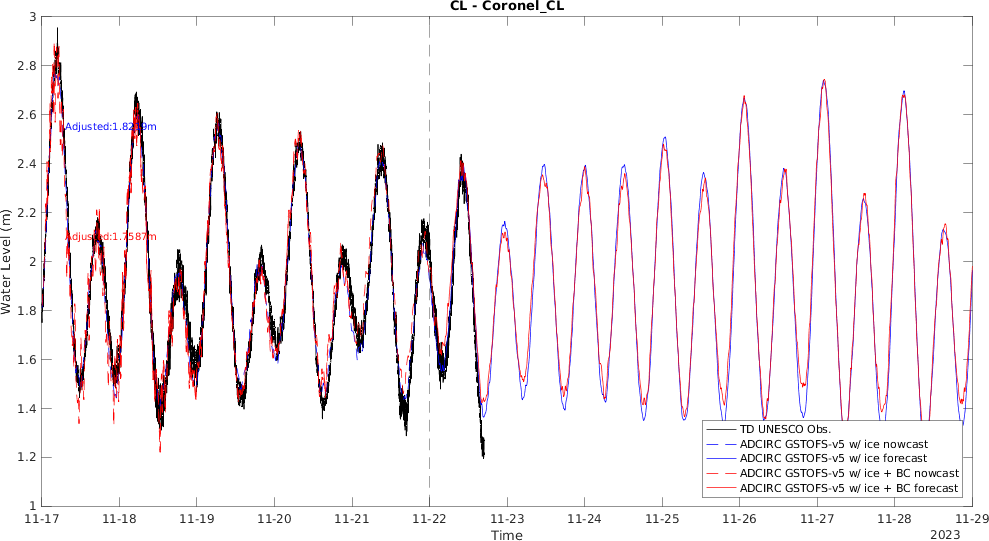 CL - Coronel_CL
3
2.8
2.6
2.4
2.2
2
1.8
1.6
1.4
1.2
1
Water Level (m)
Adjusted:1.7587m
TD UNESCO Obs.
ADCIRC GSTOFS-v5 w/ ice nowcast
ADCIRC GSTOFS-v5 w/ ice forecast
ADCIRC GSTOFS-v5 w/ ice + BC nowcast
ADCIRC GSTOFS-v5 w/ ice + BC forecast
11-17 11-18 11-19 11-20 11-21 11-22 11-23 11-24 11-25 11-26 11-27 11-28 11-29
Time
2023